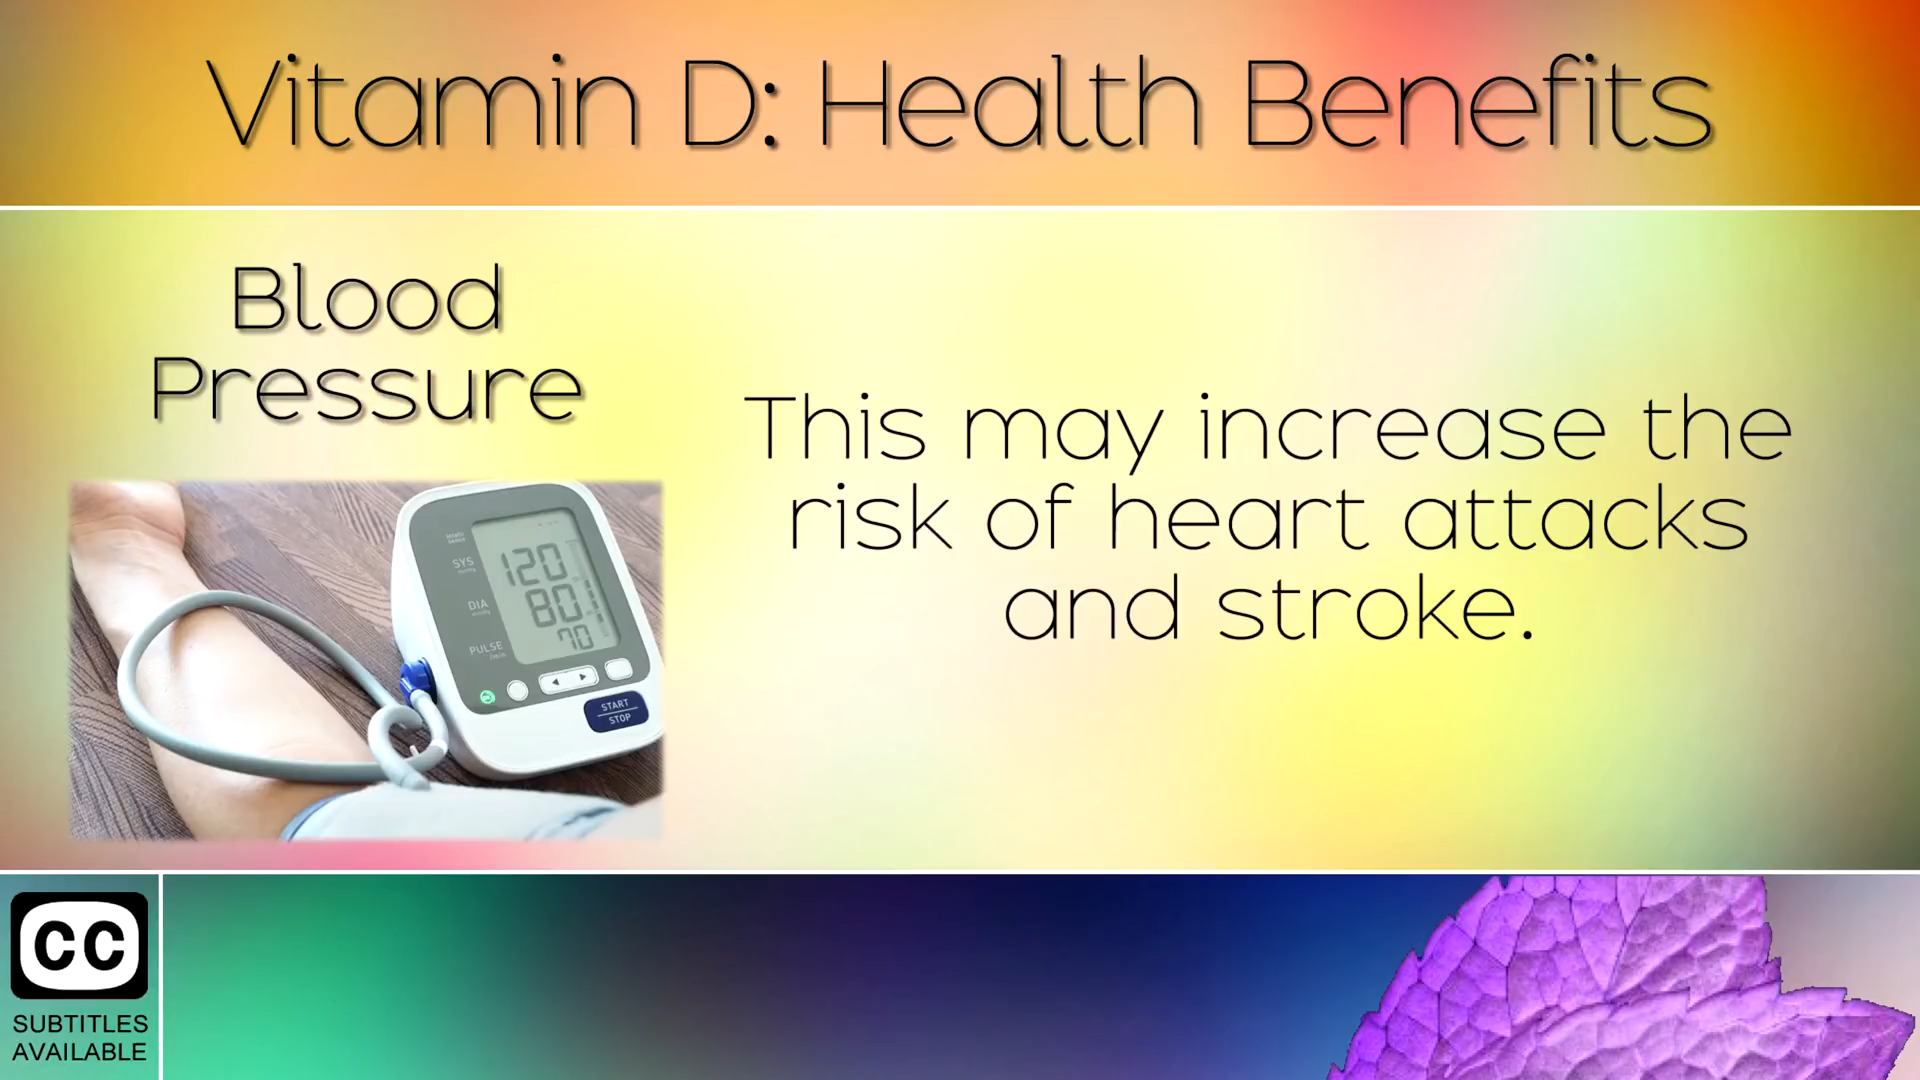 Vitamin D: Health Benefits
Blood
Pressure
This may increase the
risk of heart attacks
and stroke.
SYS
120
DIA
80
PULSE
70
START
STOP
CC
SUBTITLES
AVAILABLE